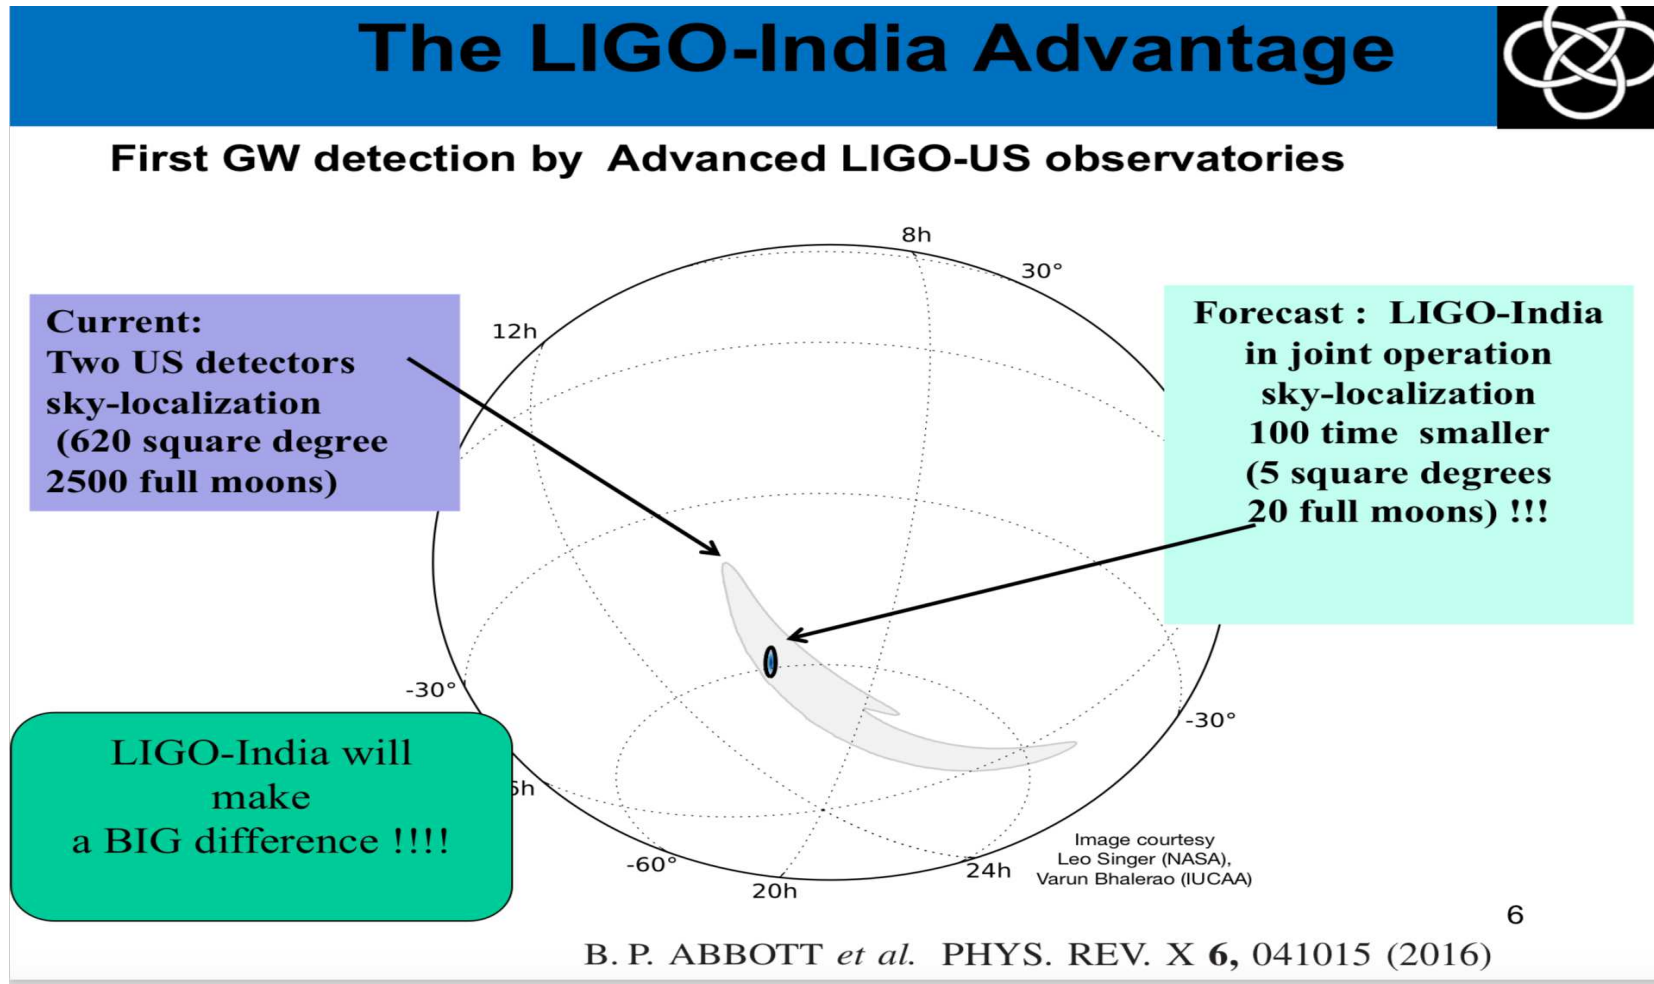 The LIGO-India Advantage
First GW detection by Advanced LIGO-US observatories
8h
30°
12h
Current:
Two US detectors
sky-localization
(620 square degree
2500 full moons)
Forecast : LIGO-India
in joint operation
sky-localization
100 time smaller
(5 square degrees
20 full moons) !!!
-30°
-30°
LIGO-India will
make
a BIG difference !!!!
-60°
20h
24h
Image courtesy
Leo Singer (NASA),
Varun Bhalerao (IUCAA)
6
B. P. ABBOTT et al. PHYS. REV. X 6, 041015 (2016)